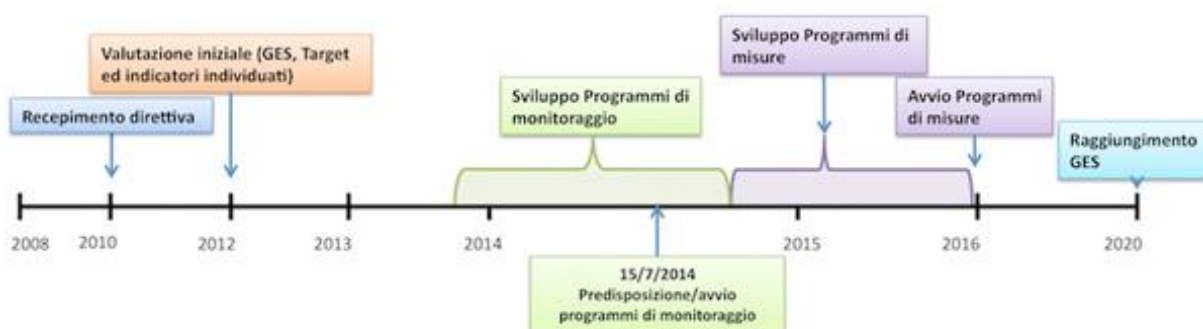 Valutazione iniziale (GES, Target
ed indicatori individuati)
Recepimento direttiva
Sviluppo Programmi di
monitoraggio
Sviluppo Programmi di
misure
Avvio Programmi
di misure
Raggiungimento
GES
2008
2010
2012
2013
2014
2015
2016
2020
15/7/2014
Predisposizione/avvio
programmi di monitoraggio